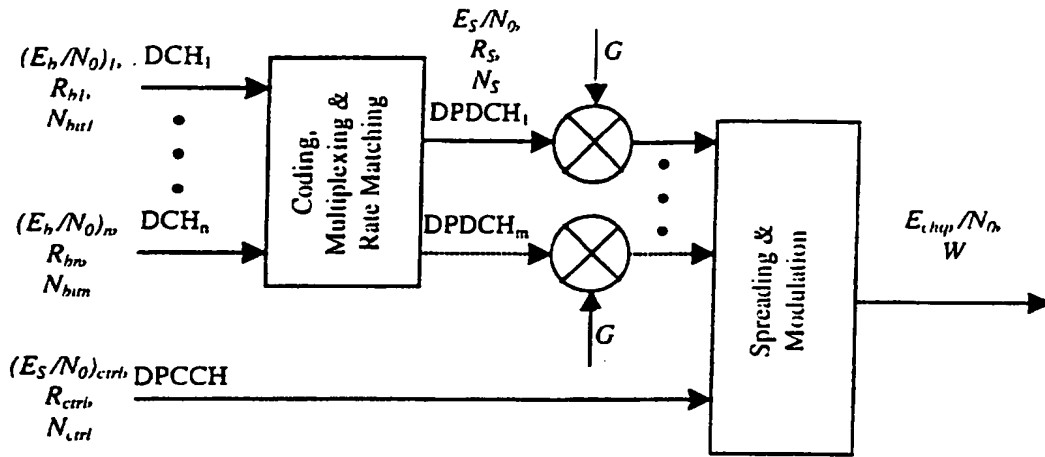 (E_b/N_0)_1, DCH_1
R_b1,
N_bit1
Coding,
Multiplexing &
Rate Matching
E_S/N_0,
R_S,
N_S
DPDCH_1
G
(E_b/N_0)_n, DCH_n
R_bn,
N_bitn
DPDCH_m
G
Spreading &
Modulation
E_chip/N_0,
W
(E_S/N_0)_ctrl, DPCCH
R_ctrl,
N_ctrl